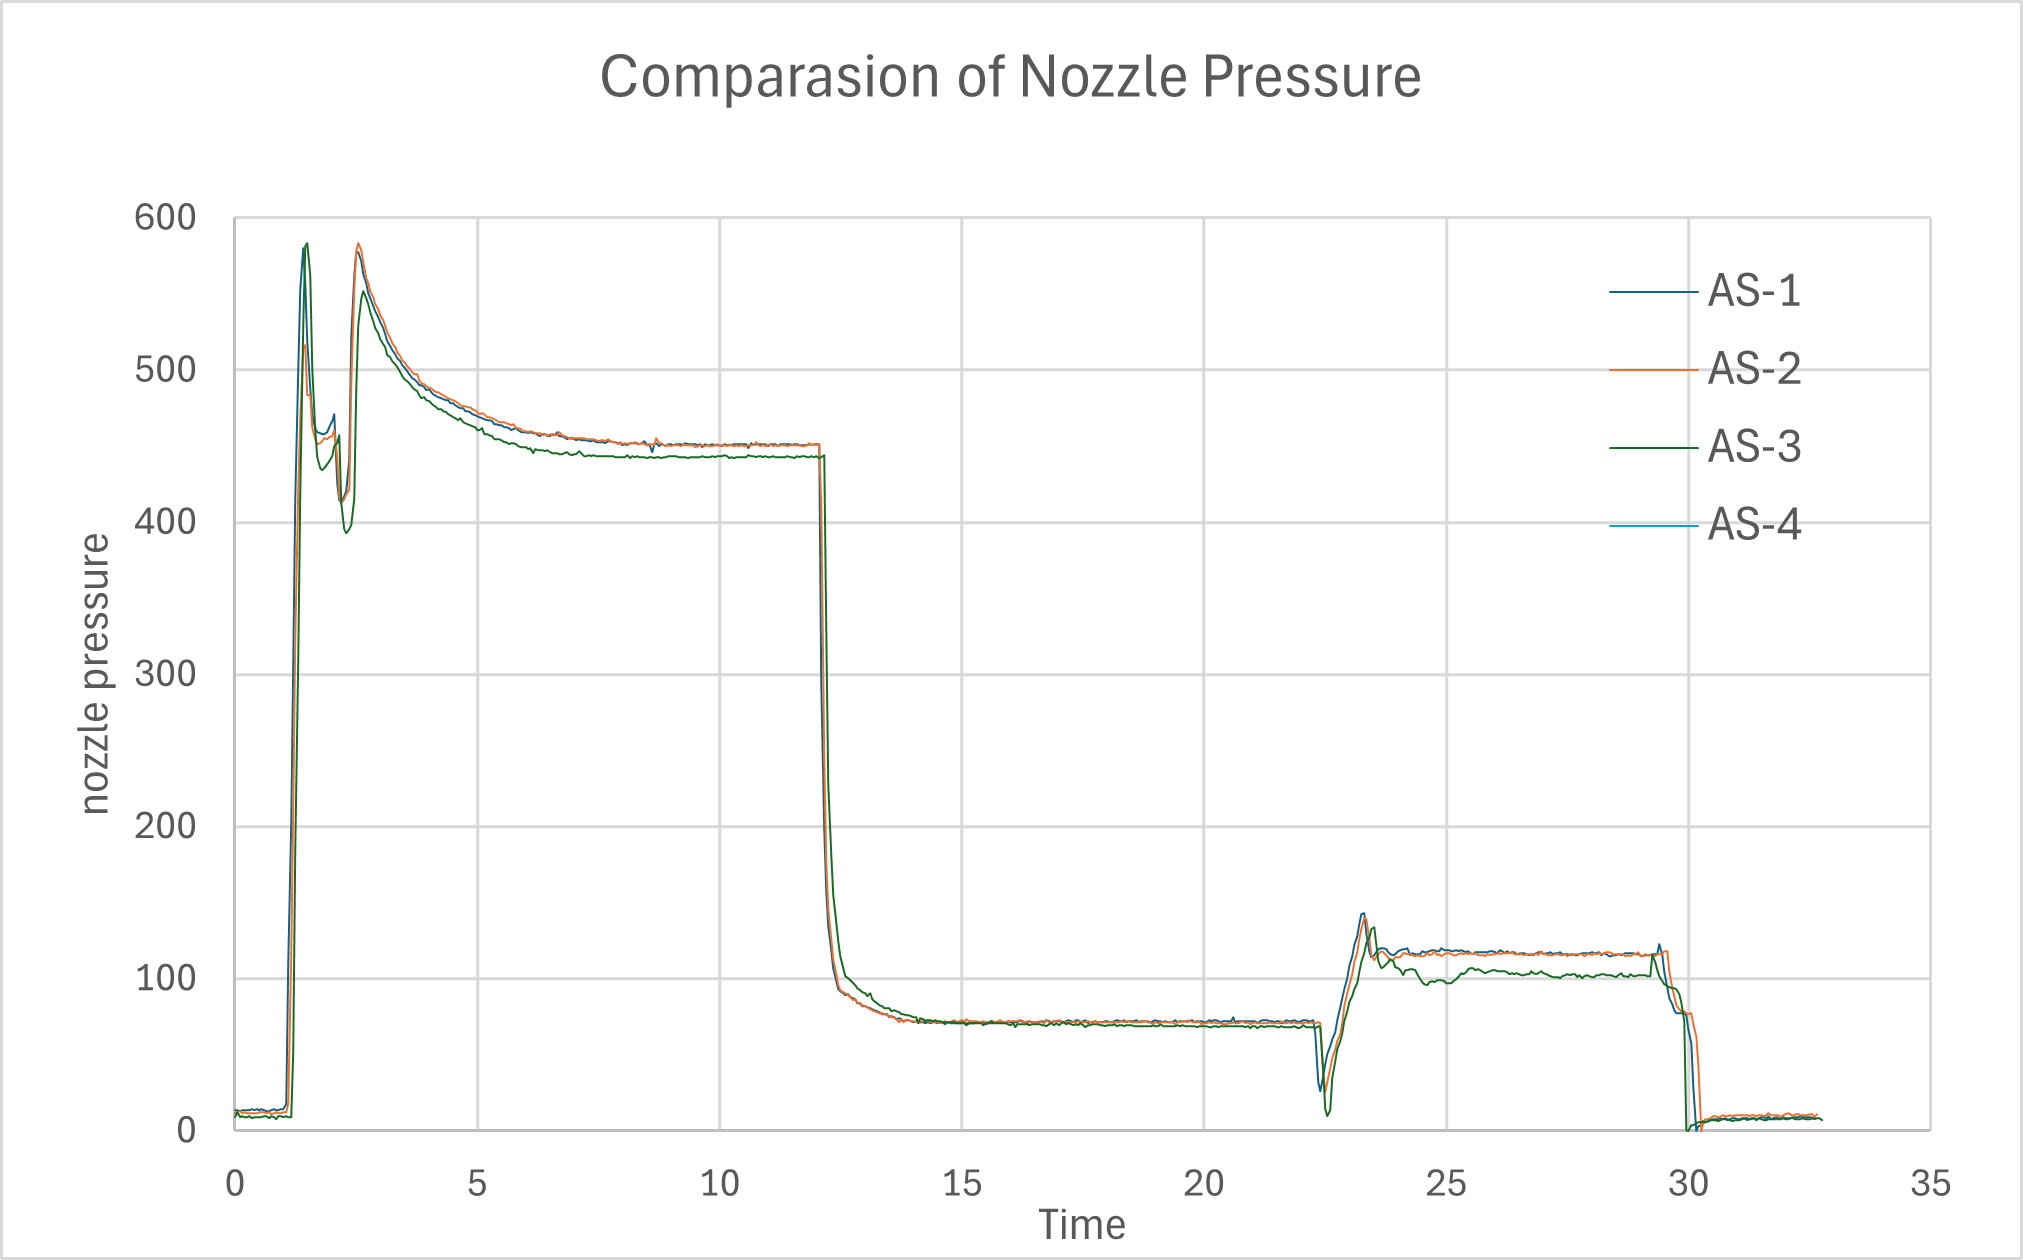 Comparasion of Nozzle Pressure
600
500
400
300
200
100
0
nozzle pressure
0 5 10 15 20 25 30 35
Time
AS-1
AS-2
AS-3
AS-4